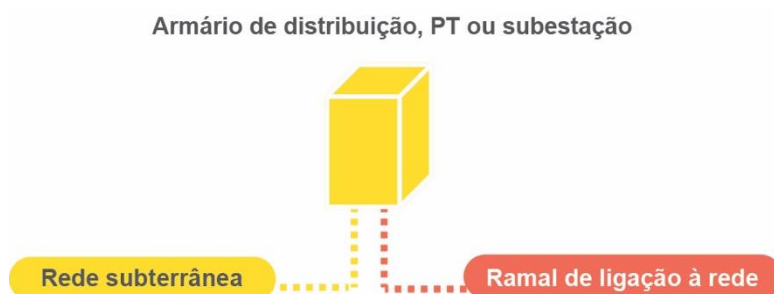 Armário de distribuição, PT ou subestação
Rede subterrânea
Ramal de ligação à rede